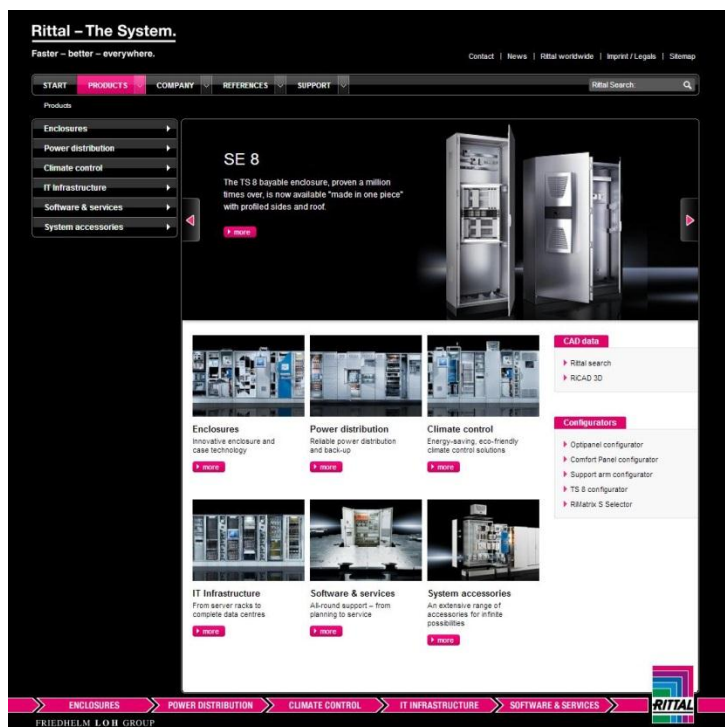 Rittal – The System.
Faster – better – everywhere.
Contact | News | Rittal worldwide | Imprint / Legals | Sitemap
START PRODUCTS COMPANY REFERENCES SUPPORT Rittal Search:
Products
Enclosures
Power distribution
Climate control
IT Infrastructure
Software & services
System accessories
SE 8
The TS 8 bayable enclosure, proven a million
times over, is now available "made in one piece"
with profiled sides and roof.
more
Enclosures
Innovative enclosure and
case technology
more
Power distribution
Reliable power distribution
and back-up
more
Climate control
Energy-saving, eco-friendly
climate control solutions
more
IT Infrastructure
From server racks to
complete data centres
more
Software & services
All-round support – from
planning to service
more
System accessories
An extensive range of
accessories for infinite
possibilities
more
CAD data
Rittal search
RiCAD 3D
Configurators
Optipanel configurator
Comfort Panel configurator
Support arm configurator
TS 8 configurator
RiMatrix S Selector
ENCLOSURES POWER DISTRIBUTION CLIMATE CONTROL IT INFRASTRUCTURE SOFTWARE & SERVICES RITTAL
FRIEDHELM LOH GROUP